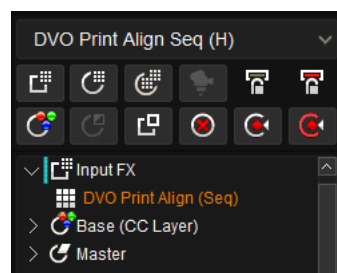 DVO Print Align Seq (H)
Input FX
DVO Print Align (Seq)
Base (CC Layer)
Master